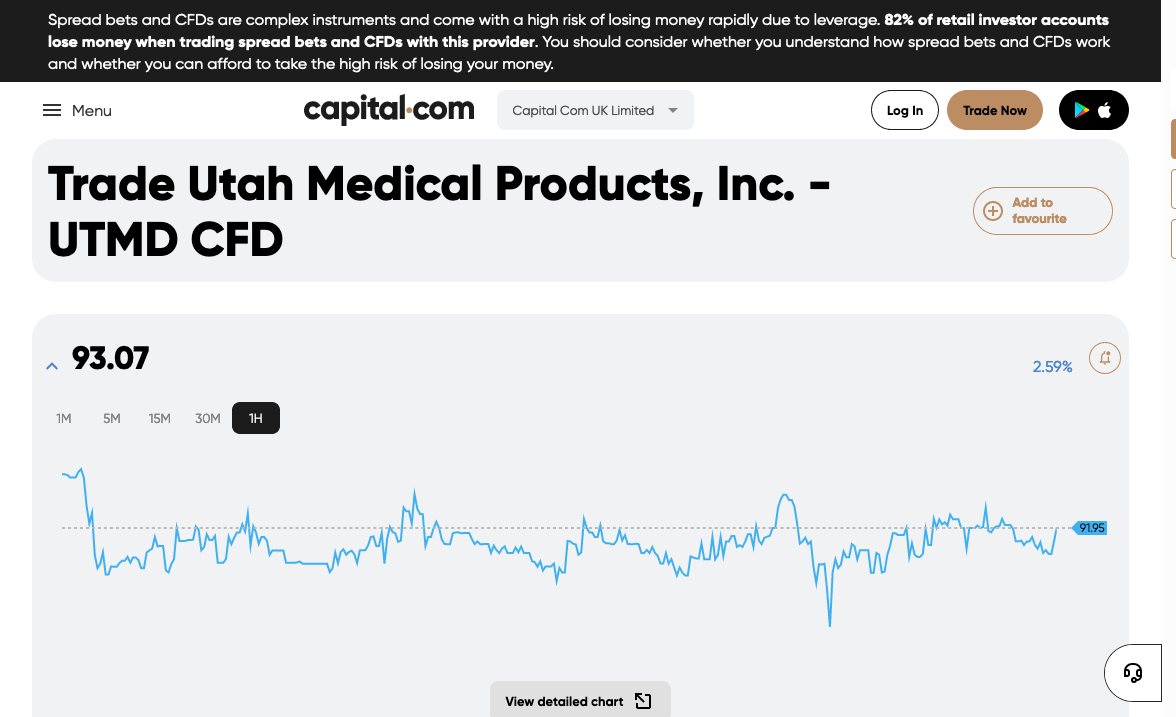 Spread bets and CFDs are complex instruments and come with a high risk of losing money rapidly due to leverage. 82% of retail investor accounts
lose money when trading spread bets and CFDs with this provider. You should consider whether you understand how spread bets and CFDs work
and whether you can afford to take the high risk of losing your money.
Menu
capital.com
Capital Com UK Limited
Log In
Trade Now
Trade Utah Medical Products, Inc. -
UTMD CFD
Add to
favourite
93.07
2.59%
1M
5M
15M
30M
1H
91.95
View detailed chart